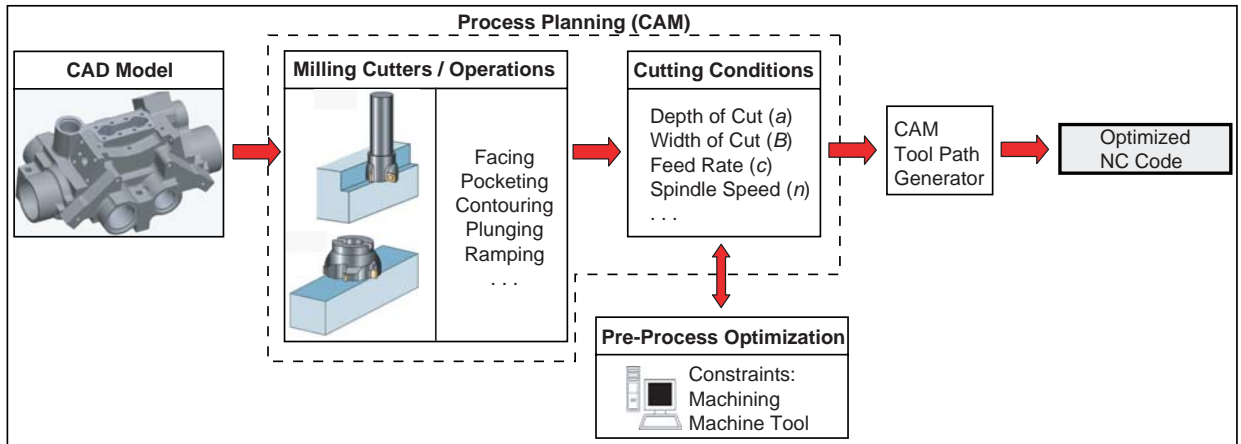 Process Planning (CAM)
CAD Model
Milling Cutters / Operations
Facing
Pocketing
Contouring
Plunging
Ramping
. . .
Cutting Conditions
Depth of Cut (a)
Width of Cut (B)
Feed Rate (c)
Spindle Speed (n)
. . .
CAM
Tool Path
Generator
Optimized
NC Code
Pre-Process Optimization
Constraints:
Machining
Machine Tool